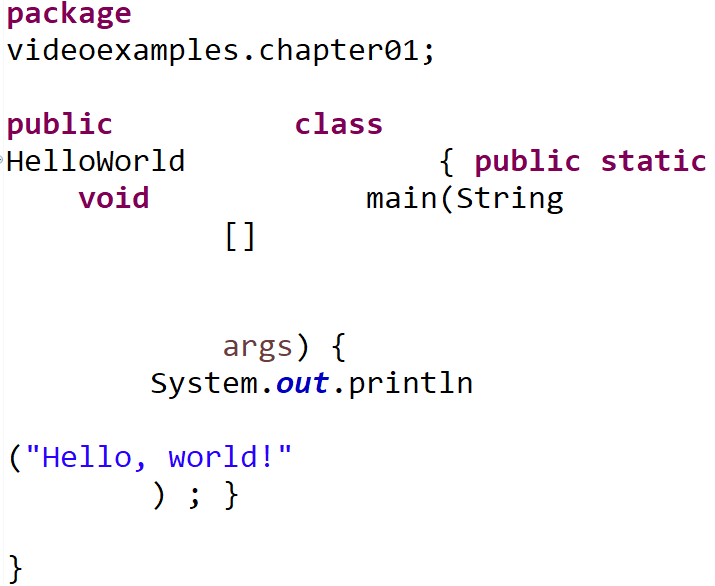 package
videoexamples.chapter01;
public class
HelloWorld { public static
void main(String
[]
args) {
System.out.println
("Hello, world!"
) ; }
}